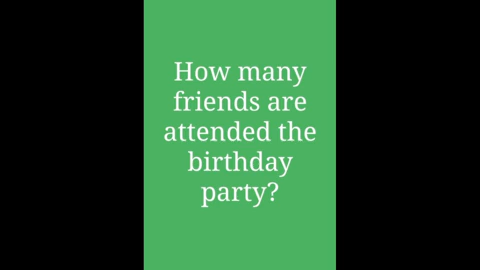 How many
friends are
attended the
birthday
party?